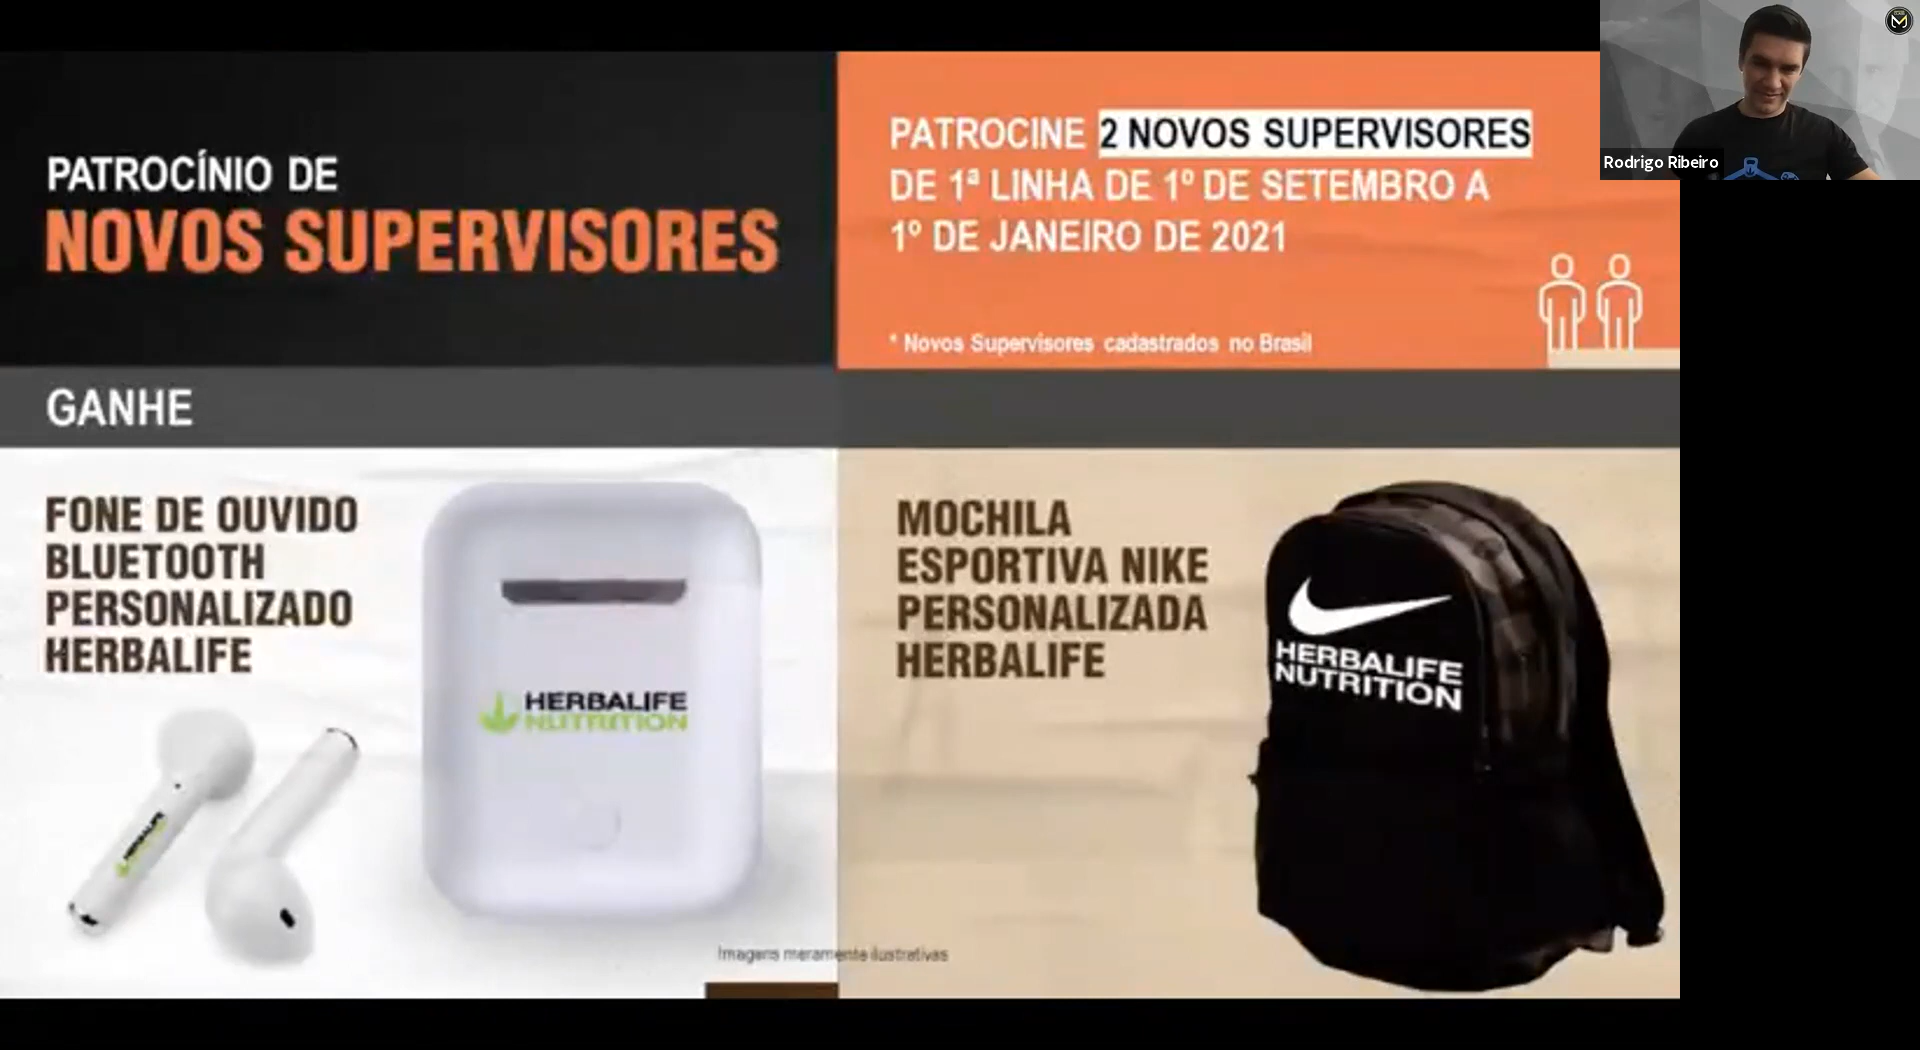 PATROCÍNIO DE
NOVOS SUPERVISORES
PATROCINE 2 NOVOS SUPERVISORES
DE 1ª LINHA DE 1º DE SETEMBRO A
1º DE JANEIRO DE 2021
* Novos Supervisores cadastrados no Brasil
Rodrigo Ribeiro
GANHE
FONE DE OUVIDO
BLUETOOTH
PERSONALIZADO
HERBALIFE
HERBALIFE
NUTRITION
HERBALIFE
MOCHILA
ESPORTIVA NIKE
PERSONALIZADA
HERBALIFE
HERBALIFE
NUTRITION
Imagens meramente ilustrativas